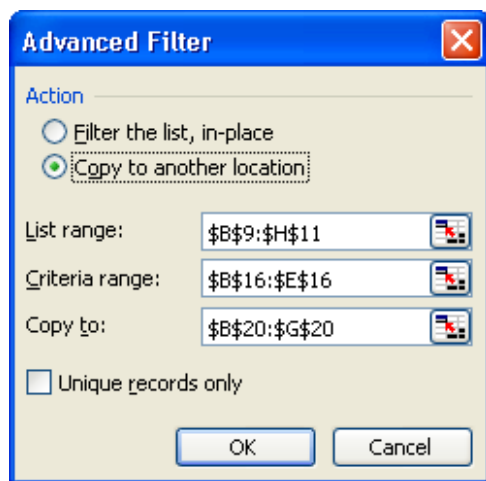 Advanced Filter
Action
Filter the list, in-place
Copy to another location
List range: $B$9:$H$11
Criteria range: $B$16:$E$16
Copy to: $B$20:$G$20
Unique records only
OK Cancel